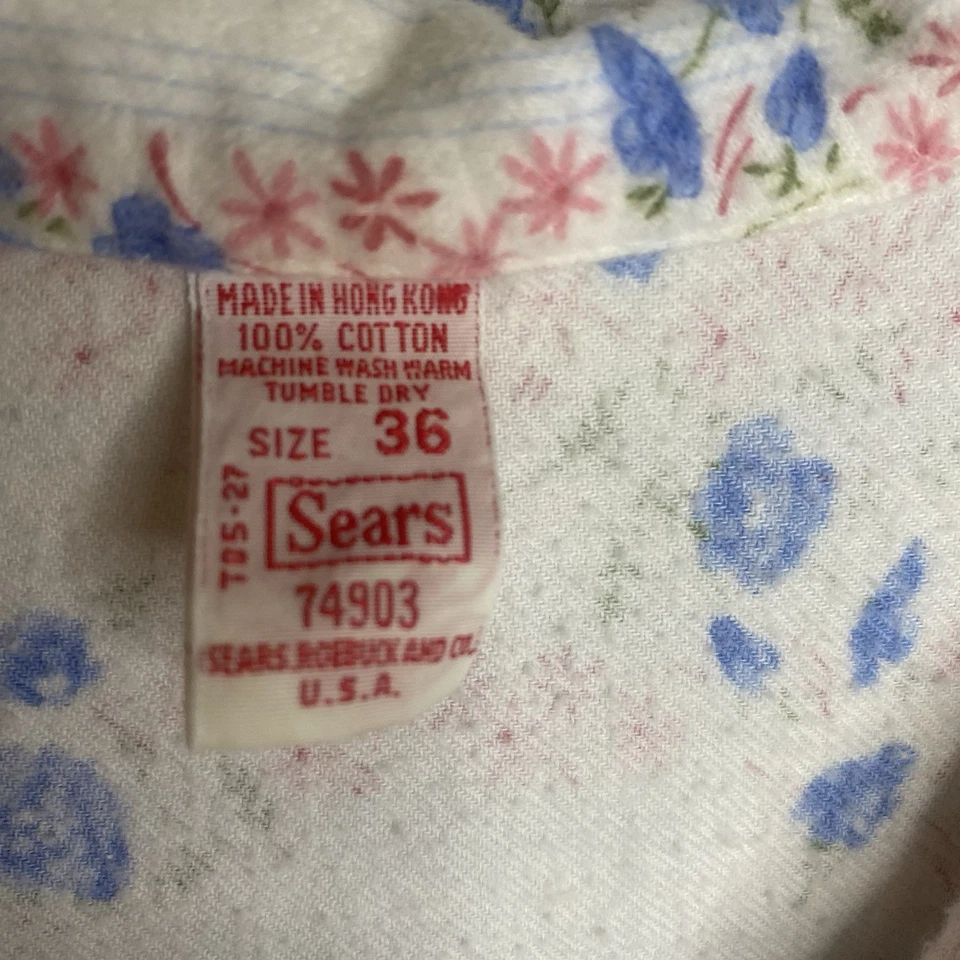 MADE IN HONG KONG
100% COTTON
MACHINE WASH WARM
TUMBLE DRY
SIZE 36
T05-27
Sears
74903
SEARS, ROEBUCK AND CO.
U.S.A.